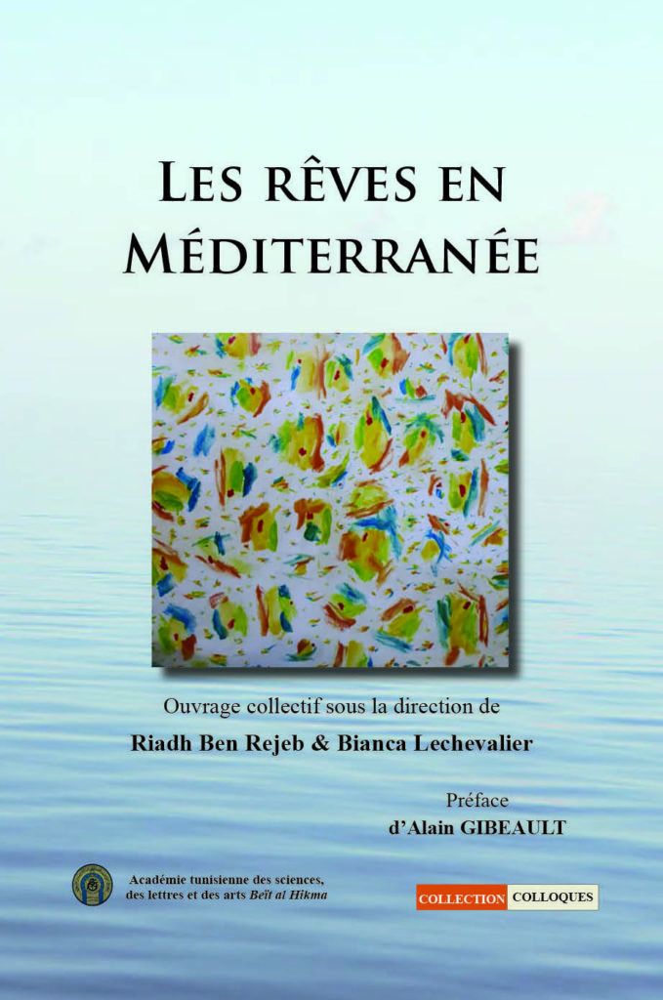 LES RÊVES EN
MÉDITERRANÉE
Ouvrage collectif sous la direction de
Riadh Ben Rejeb & Bianca Lechevalier
Préface
d’Alain GIBEAULT
Académie tunisienne des sciences,
des lettres et des arts Beït al Hikma
COLLECTION COLLOQUES